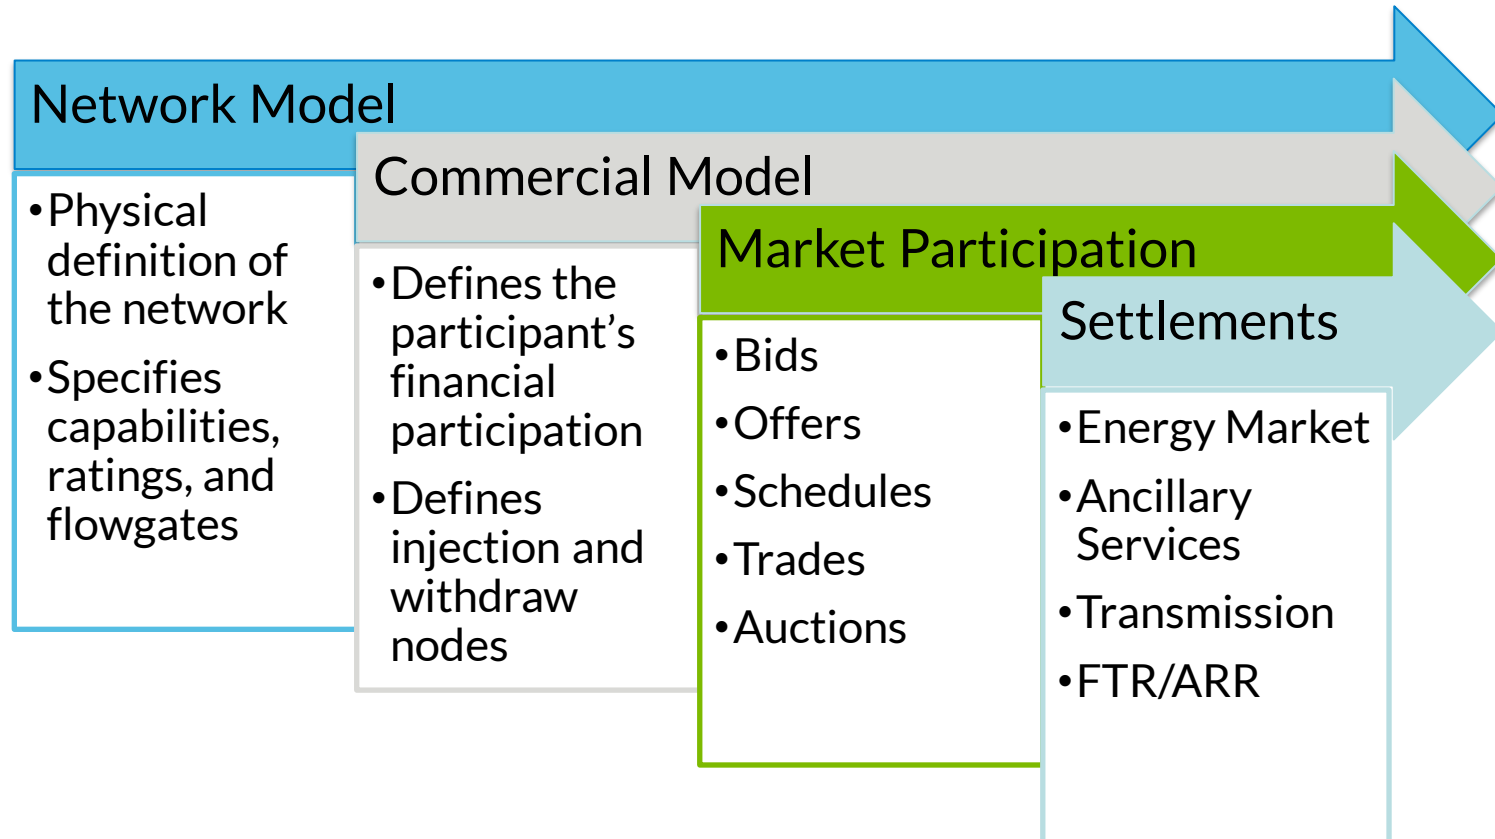 Network Model
•Physical
definition of
the network
•Specifies
capabilities,
ratings, and
flowgates
Commercial Model
•Defines the
participant’s
financial
participation
•Defines
injection and
withdraw
nodes
Market Participation
•Bids
•Offers
•Schedules
•Trades
•Auctions
Settlements
•Energy Market
•Ancillary
Services
•Transmission
•FTR/ARR